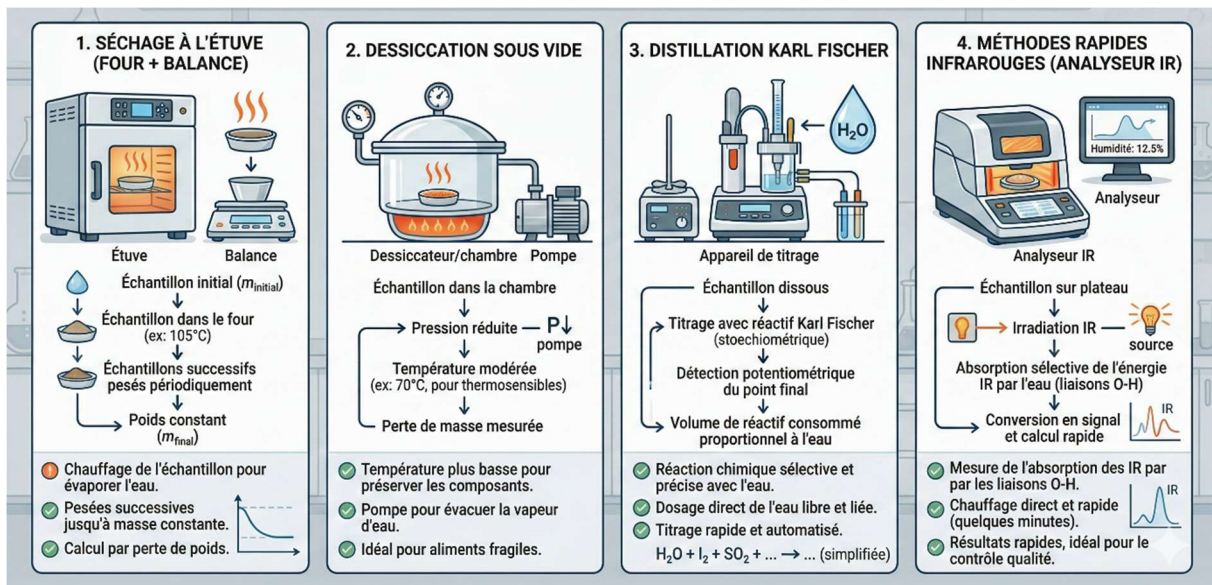 1. SÉCHAGE À L'ÉTUVE
(FOUR + BALANCE)
Étuve
Balance
Échantillon initial (m_initial)
Échantillon dans le four
(ex: 105°C)
Échantillons successifs
pesés périodiquement
Poids constant
(m_final)
Chauffage de l'échantillon pour
évaporer l'eau.
Pesées successives
jusqu'à masse constante.
Calcul par perte de poids.
2. DESSICCATION SOUS VIDE
Dessiccateur/chambre
Pompe
Échantillon dans la chambre
Pression réduite
P↓
pompe
Température modérée
(ex: 70°C, pour thermosensibles)
Perte de masse mesurée
Température plus basse pour
préserver les composants.
Pompe pour évacuer la vapeur
d'eau.
Idéal pour aliments fragiles.
3. DISTILLATION KARL FISCHER
H₂O
Appareil de titrage
Échantillon dissous
Titrage avec réactif Karl Fischer
(stoechiométrique)
Détection potentiométrique
du point final
Volume de réactif consommé
proportionnel à l'eau
Réaction chimique sélective et
précise avec l'eau.
Dosage direct de l'eau libre et liée.
Titrage rapide et automatisé.
H₂O + I₂ + SO₂ + ... → ... (simplifiée)
4. MÉTHODES RAPIDES
INFRAROUGES (ANALYSEUR IR)
Humidité: 12.5%
Analyseur
Analyseur IR
Échantillon sur plateau
Irradiation IR
source
Absorption sélective de l'énergie
IR par l'eau (liaisons O-H)
Conversion en signal
et calcul rapide
IR
Mesure de l'absorption des IR par
par les liaisons O-H.
Chauffage direct et rapide
(quelques minutes).
IR
Résultats rapides, idéal pour le
contrôle qualité.